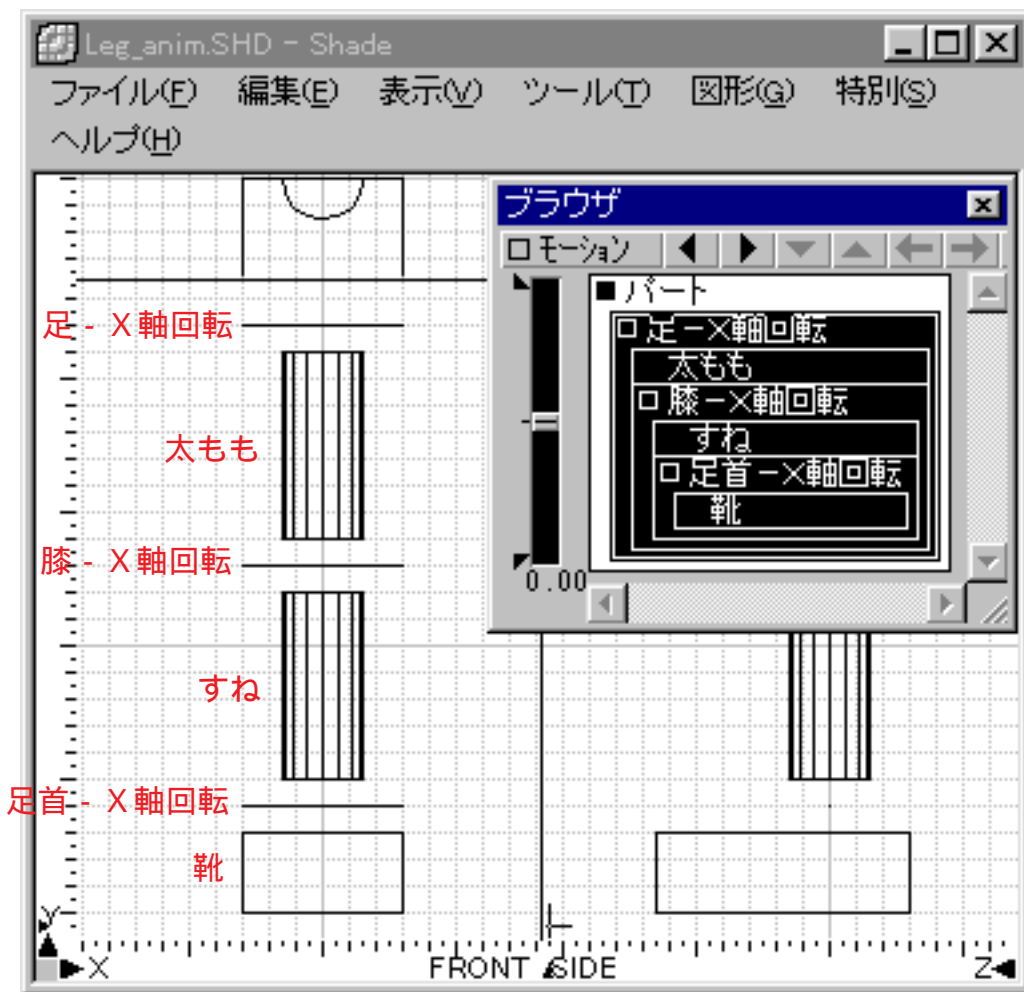 Leg_anim.SHD - Shade
ファイル(F) 編集(E) 表示(V) ツール(T) 図形(G) 特別(S)
ヘルプ(H)
ブラウザ
モーション
パート
足－X軸回転
太もも
膝－X軸回転
すね
足首－X軸回転
靴
0.00
足 - X軸回転
太もも
膝 - X軸回転
すね
足首 - X軸回転
靴
Y
X
FRONT
SIDE
Z